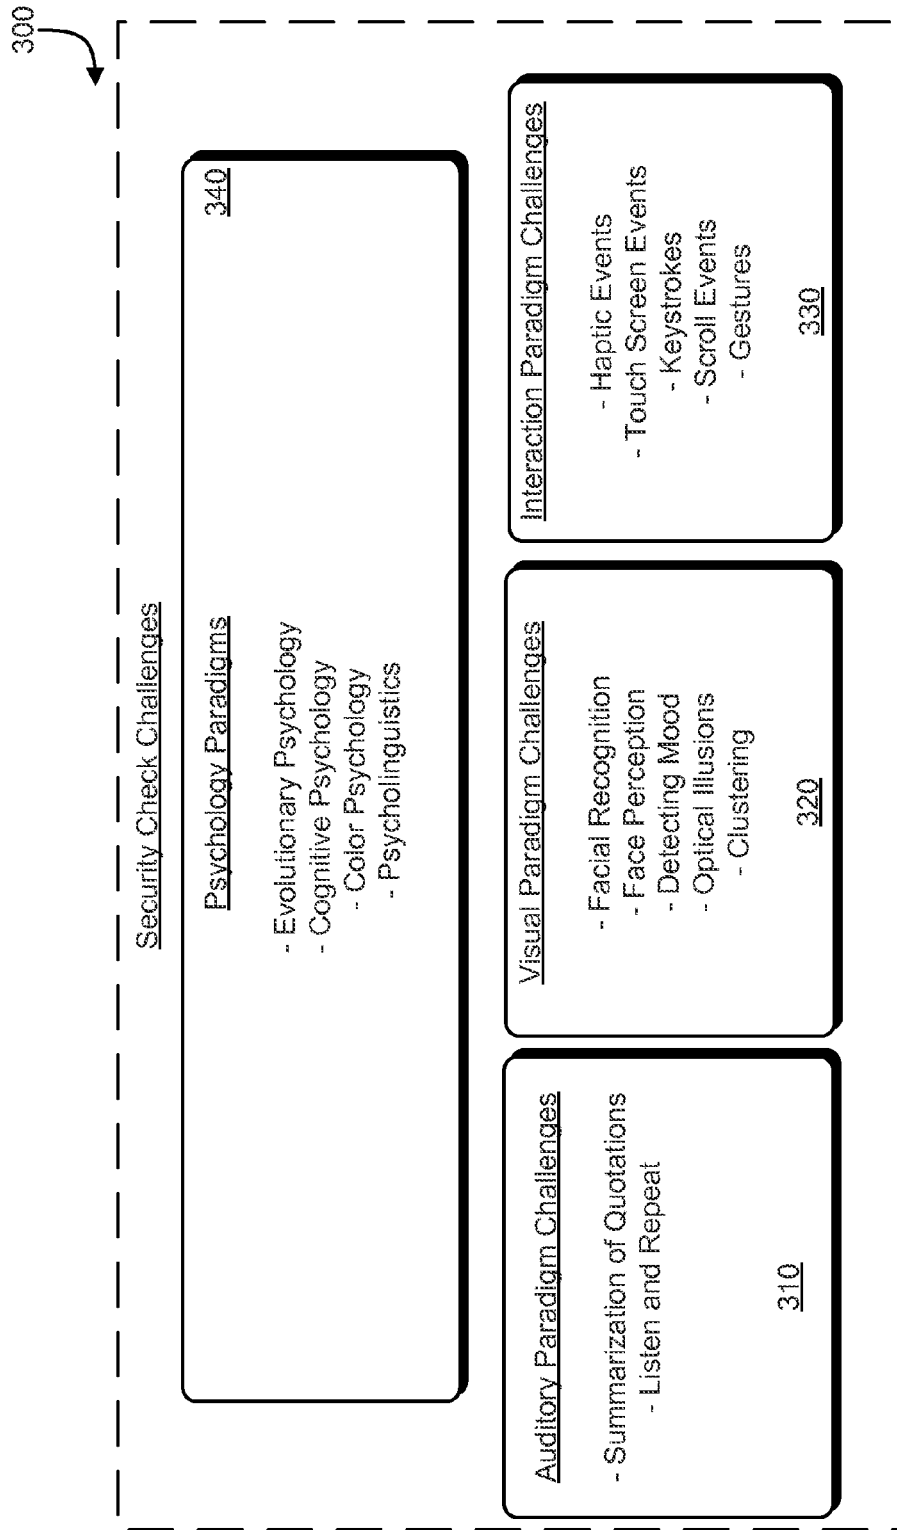 300
Security Check Challenges
Psychology Paradigms
340
- Evolutionary Psychology
- Cognitive Psychology
- Color Psychology
- Psycholinguistics
Auditory Paradigm Challenges
- Summarization of Quotations
- Listen and Repeat
310
Visual Paradigm Challenges
- Facial Recognition
- Face Perception
- Detecting Mood
- Optical Illusions
- Clustering
320
Interaction Paradigm Challenges
- Haptic Events
- Touch Screen Events
- Keystrokes
- Scroll Events
- Gestures
330